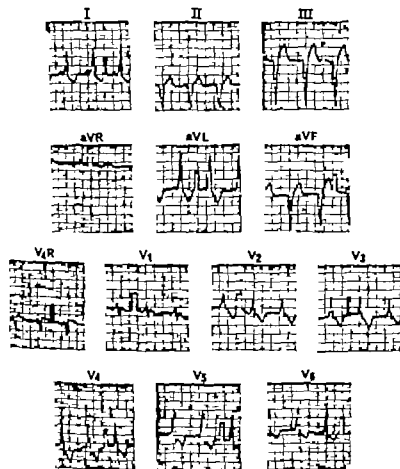 I II III
aVR aVL aVF
V₄R V₁ V₂ V₃
V₄ V₅ V₆